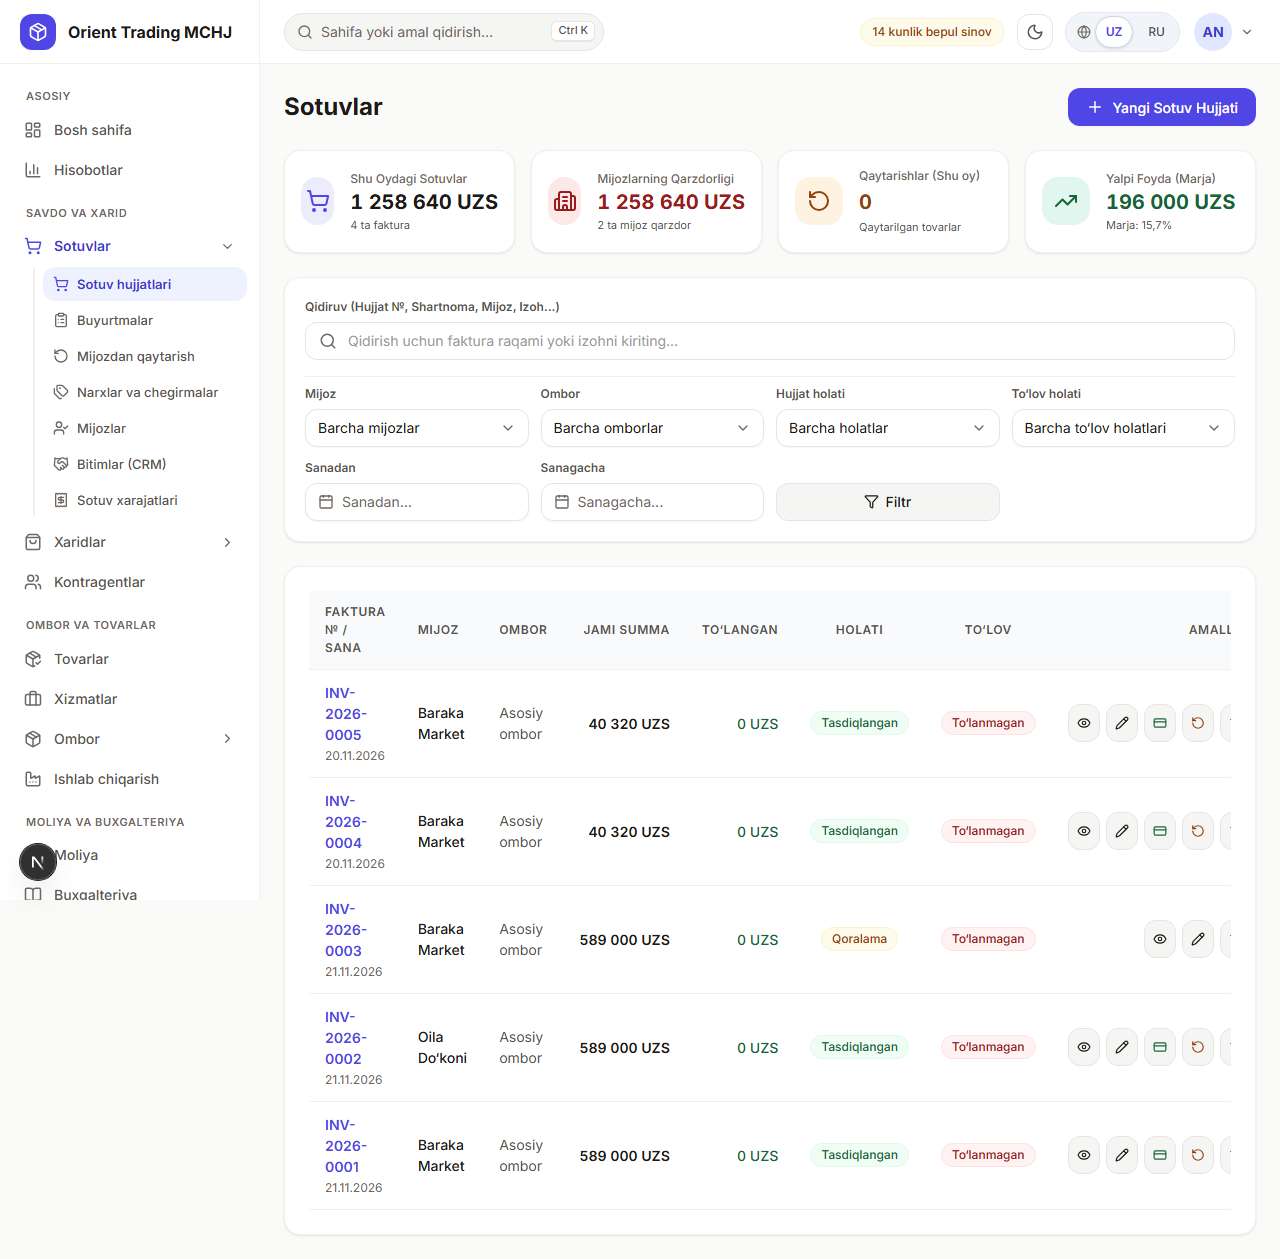 Orient Trading MCHJ
Sahifa yoki amal qidirish...
Ctrl K
14 kunlik bepul sinov
UZ
RU
AN
ASOSIY
Bosh sahifa
Hisobotlar
SAVDO VA XARID
Sotuvlar
Sotuv hujjatlari
Buyurtmalar
Mijozdan qaytarish
Narxlar va chegirmalar
Mijozlar
Bitimlar (CRM)
Sotuv xarajatlari
Xaridlar
Kontragentlar
OMBOR VA TOVARLAR
Tovarlar
Xizmatlar
Ombor
Ishlab chiqarish
MOLIYA VA BUXGALTERIYA
N
Moliya
Buxgalteriya
Sotuvlar
Yangi Sotuv Hujjati
Shu Oydagi Sotuvlar
1 258 640 UZS
4 ta faktura
Mijozlarning Qarzdorligi
1 258 640 UZS
2 ta mijoz qarzdor
Qaytarishlar (Shu oy)
0
Qaytarilgan tovarlar
Yalpi Foyda (Marja)
196 000 UZS
Marja: 15,7%
Qidiruv (Hujjat №, Shartnoma, Mijoz, Izoh...)
Qidirish uchun faktura raqami yoki izohni kiriting...
Mijoz
Ombor
Hujjat holati
To‘lov holati
Barcha mijozlar
Barcha omborlar
Barcha holatlar
Barcha to‘lov holatlari
Sanadan
Sanagacha
Sanadan...
Sanagacha...
Filtr
FAKTURA
№ /
SANA
MIJOZ
OMBOR
JAMI SUMMA
TO‘LANGAN
HOLATI
TO‘LOV
AMALL
INV-
2026-
0005
20.11.2026
Baraka
Market
Asosiy
ombor
40 320 UZS
0 UZS
Tasdiqlangan
To‘lanmagan
INV-
2026-
0004
20.11.2026
Baraka
Market
Asosiy
ombor
40 320 UZS
0 UZS
Tasdiqlangan
To‘lanmagan
INV-
2026-
0003
21.11.2026
Baraka
Market
Asosiy
ombor
589 000 UZS
0 UZS
Qoralama
To‘lanmagan
INV-
2026-
0002
21.11.2026
Oila
Do‘koni
Asosiy
ombor
589 000 UZS
0 UZS
Tasdiqlangan
To‘lanmagan
INV-
2026-
0001
21.11.2026
Baraka
Market
Asosiy
ombor
589 000 UZS
0 UZS
Tasdiqlangan
To‘lanmagan